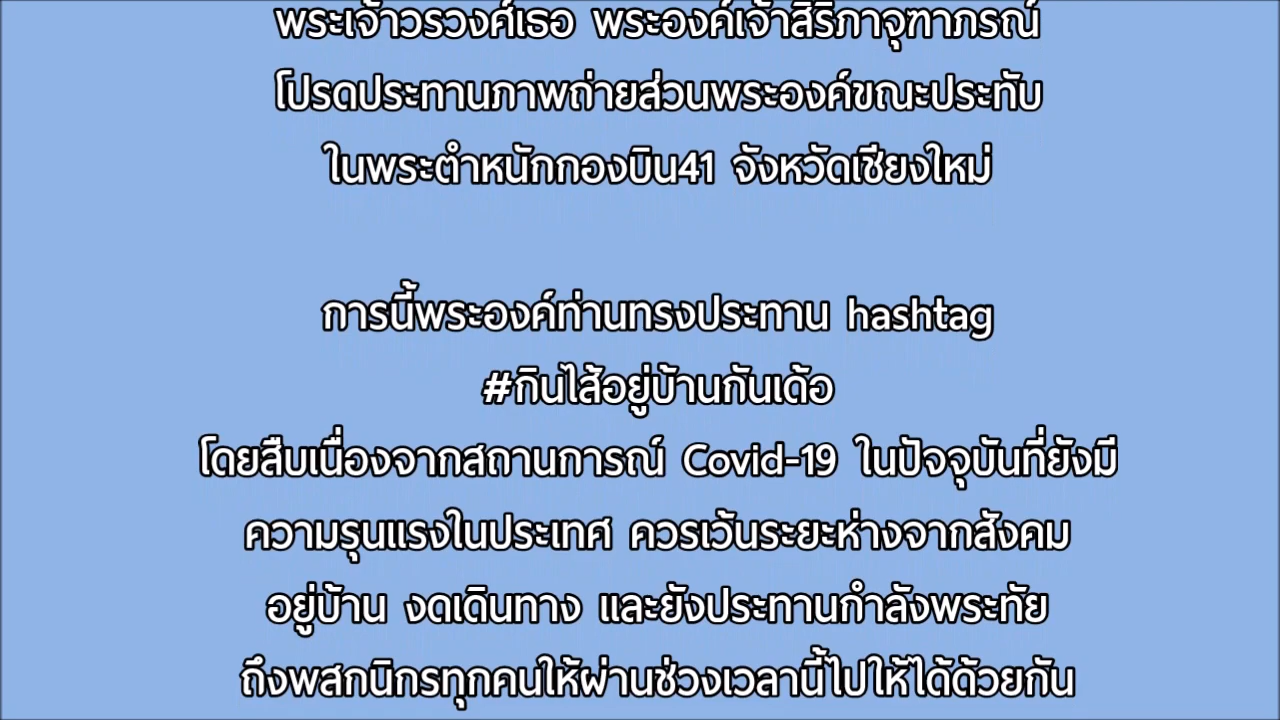 พระเจ้าวรวงศ์เธอ พระองค์เจ้าสิริภาจุฑาภรณ์
โปรดประทานภาพถ่ายส่วนพระองค์ขณะประทับ
ในพระตำหนักกองบิน41 จังหวัดเชียงใหม่
การนี้พระองค์ท่านทรงประทาน hashtag
#กินไส้อยู่บ้านกันเด้อ
โดยสืบเนื่องจากสถานการณ์ Covid-19 ในปัจจุบันที่ยังมี
ความรุนแรงในประเทศ ควรเว้นระยะห่างจากสังคม
อยู่บ้าน งดเดินทาง และยังประทานกำลังพระทัย
ถึงพสกนิกรทุกคนให้ผ่านช่วงเวลานี้ไปให้ได้ด้วยกัน